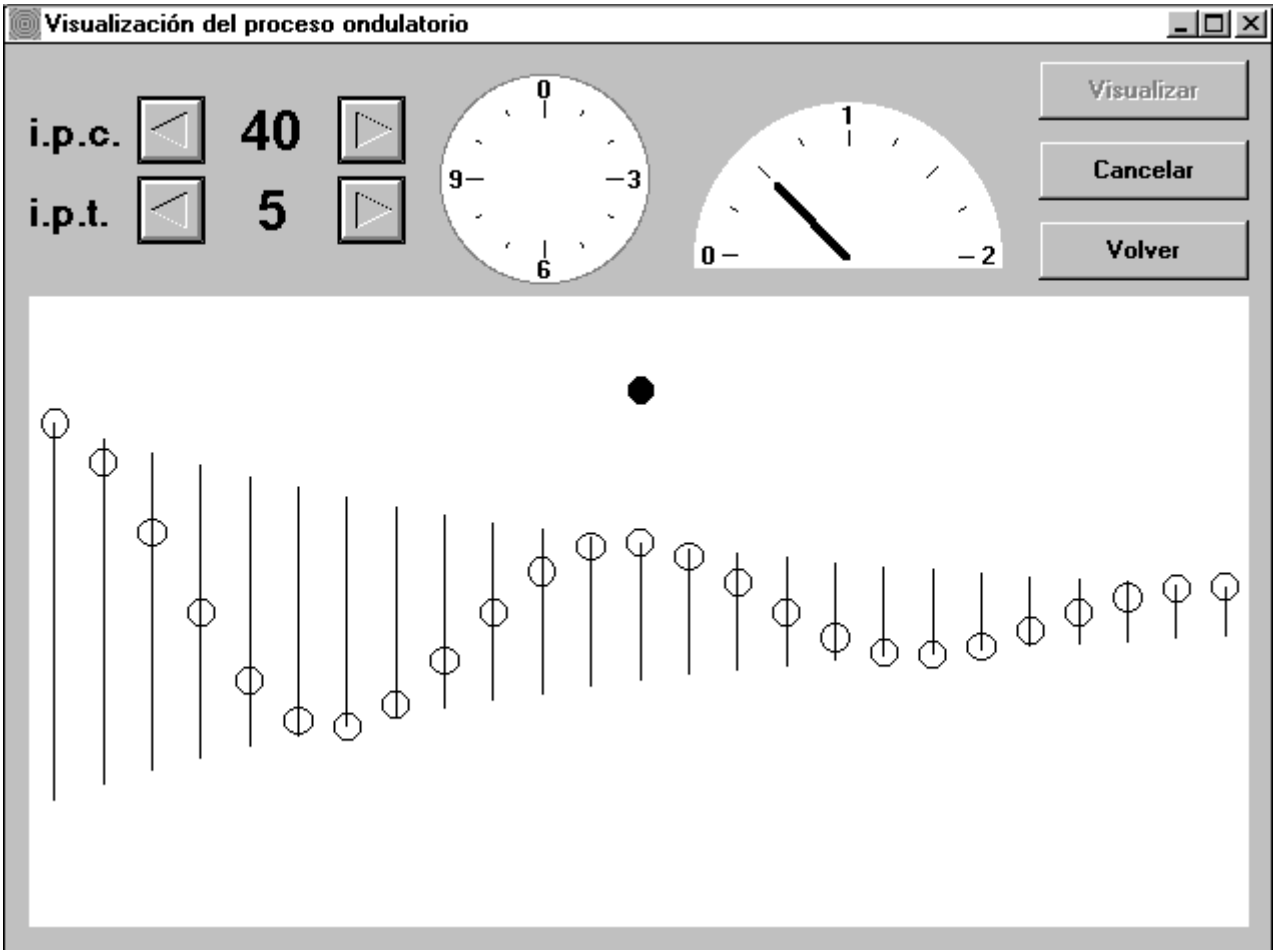 Visualización del proceso ondulatorio
i.p.c. 40
i.p.t. 5
0
3
6
9
0
1
2
Visualizar
Cancelar
Volver